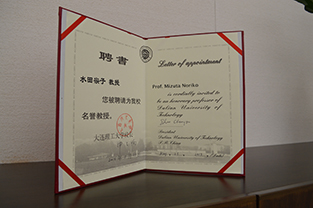 聘书
水田宗子 教授
您被聘请为我校
名誉教授。
大连理工大学校长
Letter of appointment
Prof. Mizuta Noriko
is cordially invited to
be an honorary professor of
Dalian University of
Technology
President
Dalian University of Technology
P.R. China